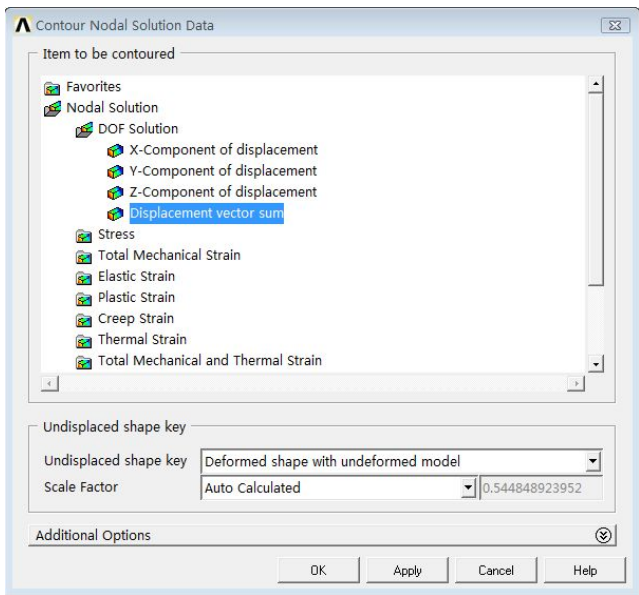 Contour Nodal Solution Data
Item to be contoured
Favorites
Nodal Solution
DOF Solution
X-Component of displacement
Y-Component of displacement
Z-Component of displacement
Displacement vector sum
Stress
Total Mechanical Strain
Elastic Strain
Plastic Strain
Creep Strain
Thermal Strain
Total Mechanical and Thermal Strain
Undisplaced shape key
Undisplaced shape key Deformed shape with undeformed model
Scale Factor Auto Calculated 0.544848923952
Additional Options
OK Apply Cancel Help